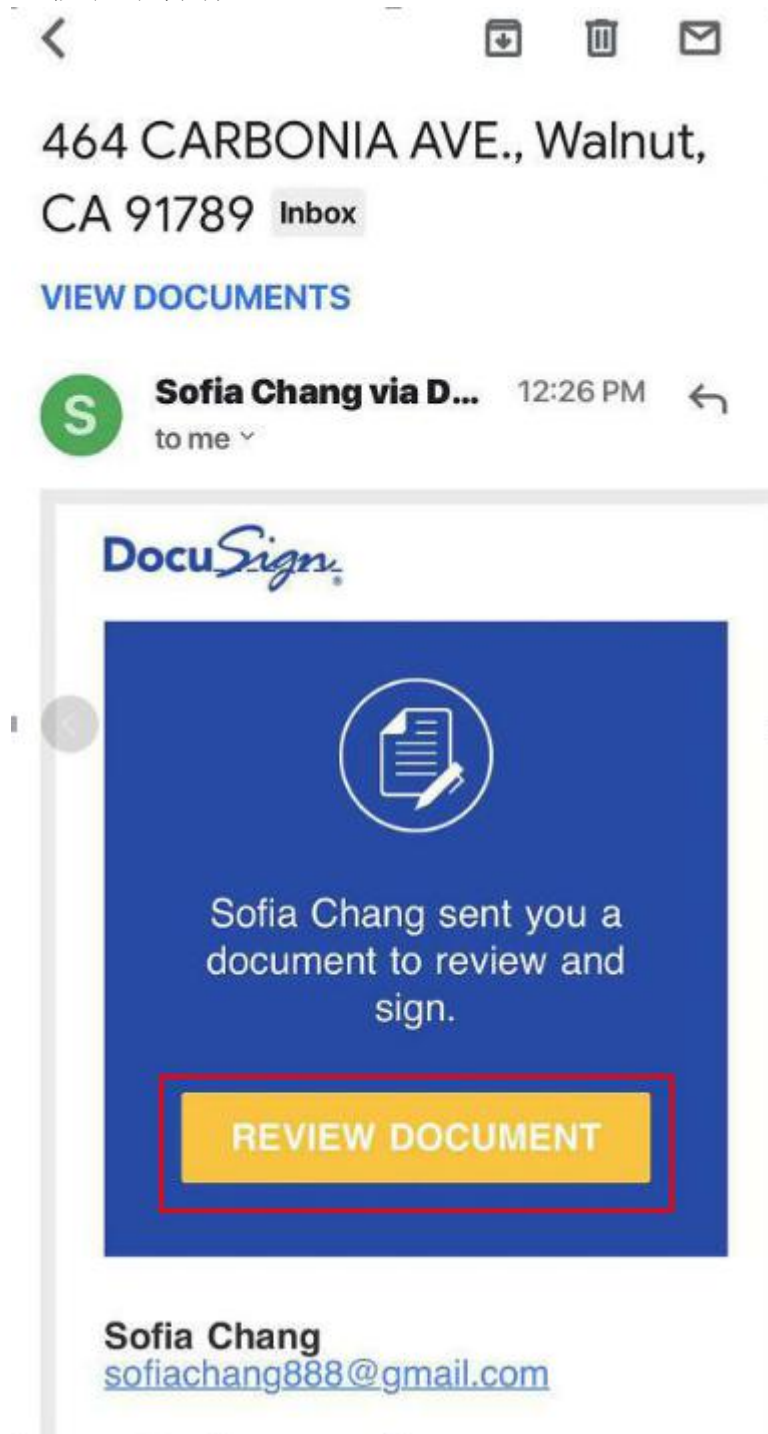 464 CARBONIA AVE., Walnut,
CA 91789 Inbox
VIEW DOCUMENTS
S
Sofia Chang via D... 12:26 PM
to me
DocuSign®
Sofia Chang sent you a
document to review and
sign.
REVIEW DOCUMENT
Sofia Chang
sofiachang888@gmail.com